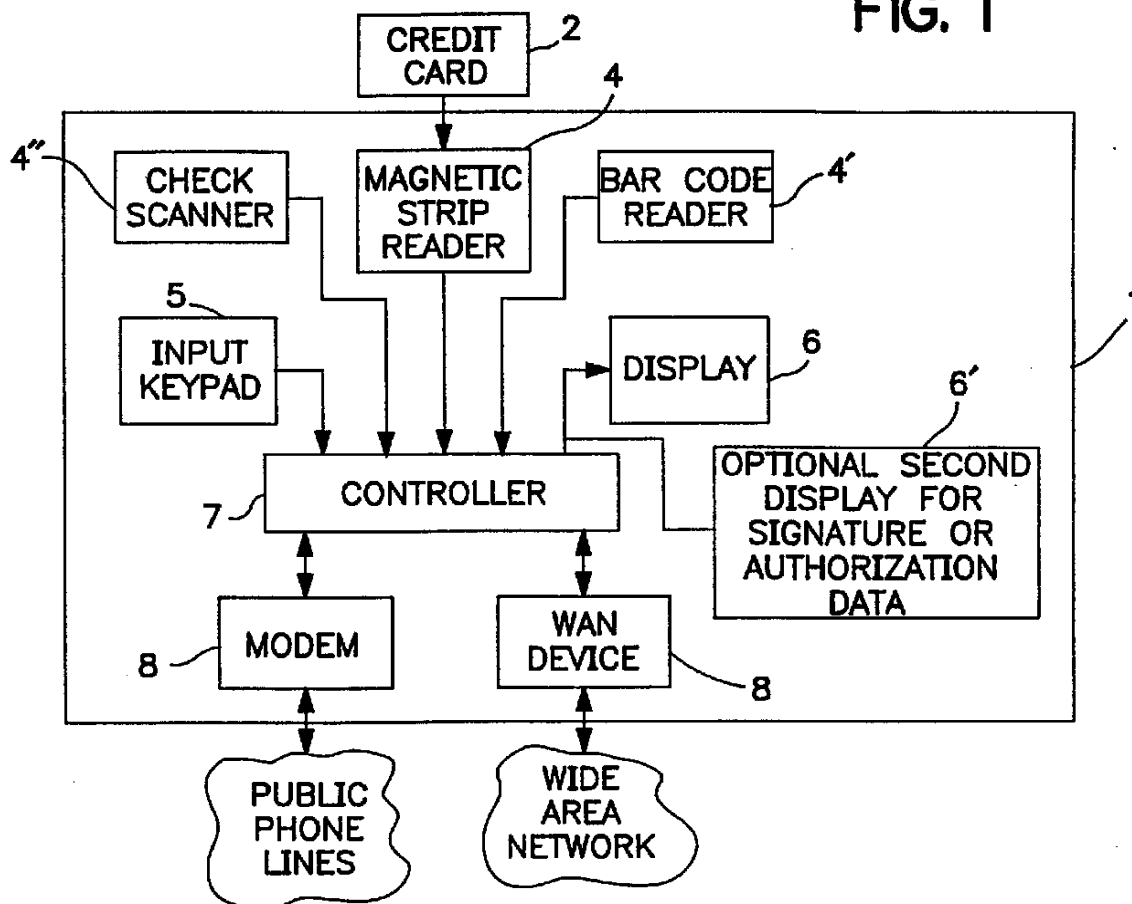 FIG. 1
CREDIT
CARD
2
4
4"
CHECK
SCANNER
MAGNETIC
STRIP
READER
BAR CODE
READER
4'
5
INPUT
KEYPAD
DISPLAY
6
6'
OPTIONAL SECOND
DISPLAY FOR
SIGNATURE OR
AUTHORIZATION
DATA
CONTROLLER
7
MODEM
8
WAN
DEVICE
8
PUBLIC
PHONE
LINES
WIDE
AREA
NETWORK